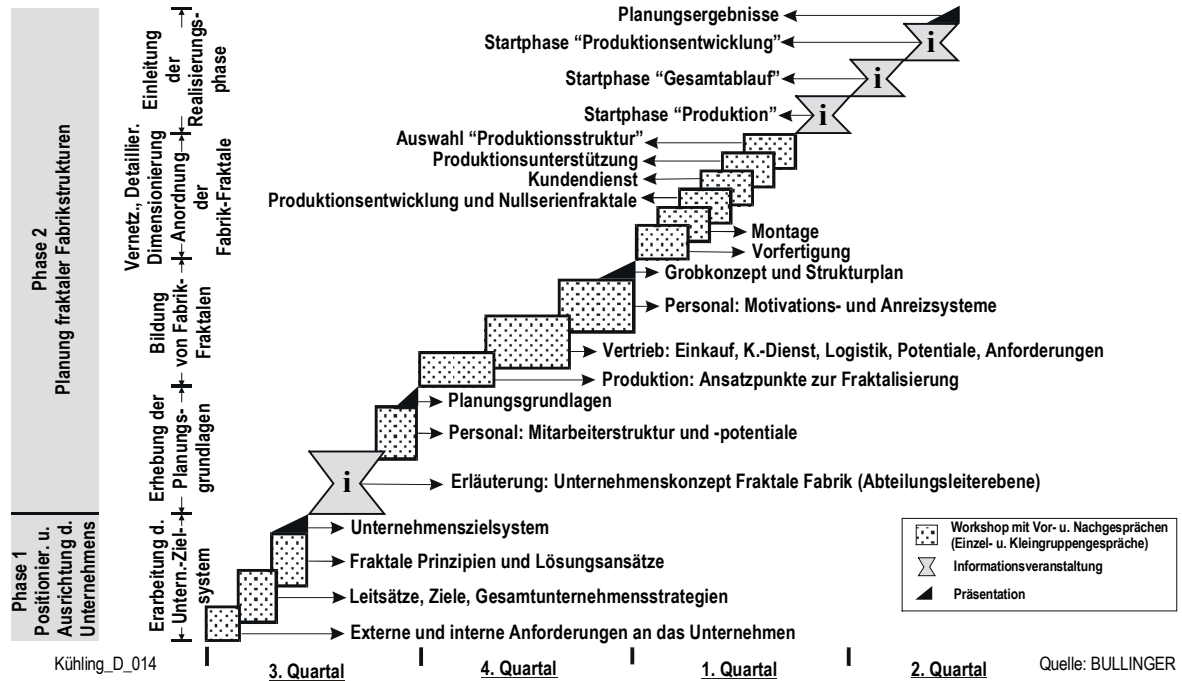 Planungsergebnisse
Startphase “Produktionsentwicklung”
Startphase “Gesamtablauf”
Startphase “Produktion”
Auswahl “Produktionsstruktur”
Produktionsunterstützung
Kundendienst
Produktionsentwicklung und Nullserienfraktale
Montage
Vorfertigung
Grobkonzept und Strukturplan
Personal: Motivations- und Anreizsysteme
Vertrieb: Einkauf, K.-Dienst, Logistik, Potentiale, Anforderungen
Produktion: Ansatzpunkte zur Fraktalisierung
Planungsgrundlagen
Personal: Mitarbeiterstruktur und -potentiale
Erläuterung: Unternehmenskonzept Fraktale Fabrik (Abteilungsleiterebene)
Unternehmenszielsystem
Fraktale Prinzipien und Lösungsansätze
Leitsätze, Ziele, Gesamtunternehmensstrategien
Externe und interne Anforderungen an das Unternehmen
i
i
i
i
Phase 2
Planung fraktaler Fabrikstrukturen
Phase 1
Positionier. u.
Ausrichtung d.
Unternehmens
Einleitung
der
Realisierungs-
phase
Vernetz., Detaillier.
Dimensionierung
Anordnung
der
Fabrik-Fraktale
Bildung
von Fabrik-
Fraktalen
Erhebung der
Planungs-
grundlagen
Erarbeitung d.
Untern.-Ziel-
system
Workshop mit Vor- u. Nachgesprächen
(Einzel- u. Kleingruppengespräche)
Informationsveranstaltung
Präsentation
Kühling_D_014
3. Quartal
4. Quartal
1. Quartal
2. Quartal
Quelle: BULLINGER